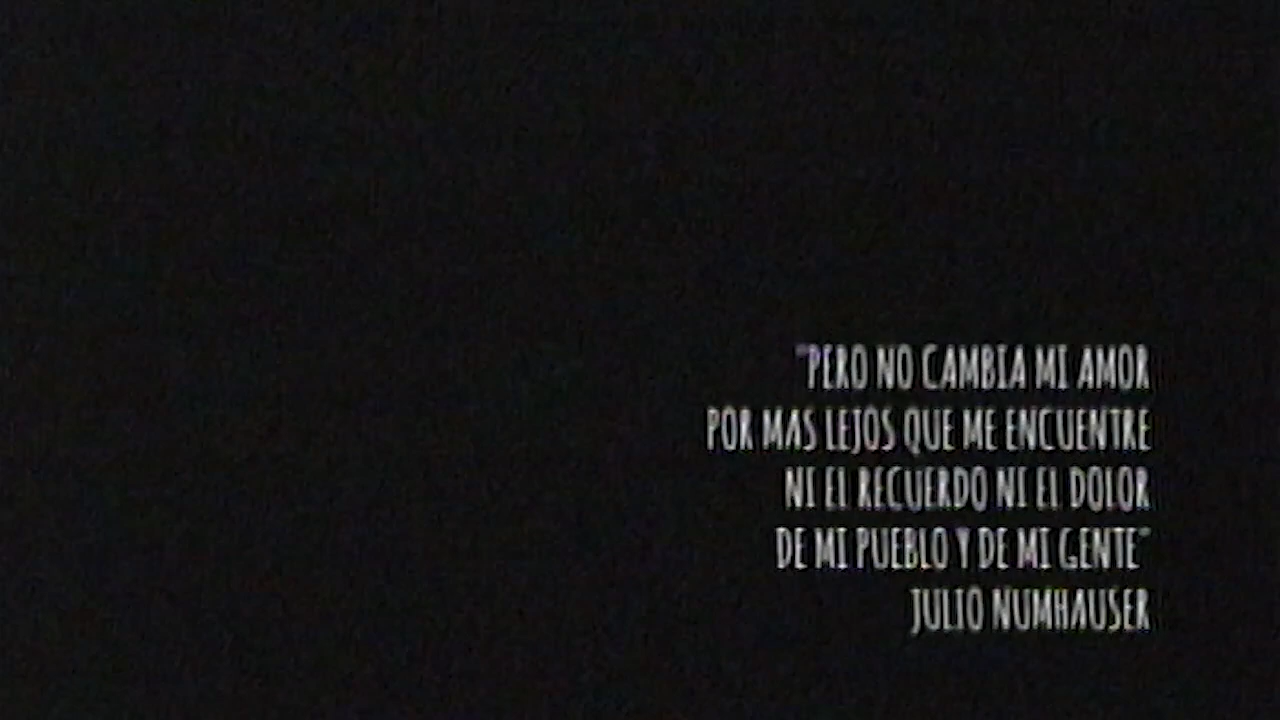 "PERO NO CAMBIA MI AMOR
POR MAS LEJOS QUE ME ENCUENTRE
NI EL RECUERDO NI EL DOLOR
DE MI PUEBLO Y DE MI GENTE"
JULIO NUMHAUSER